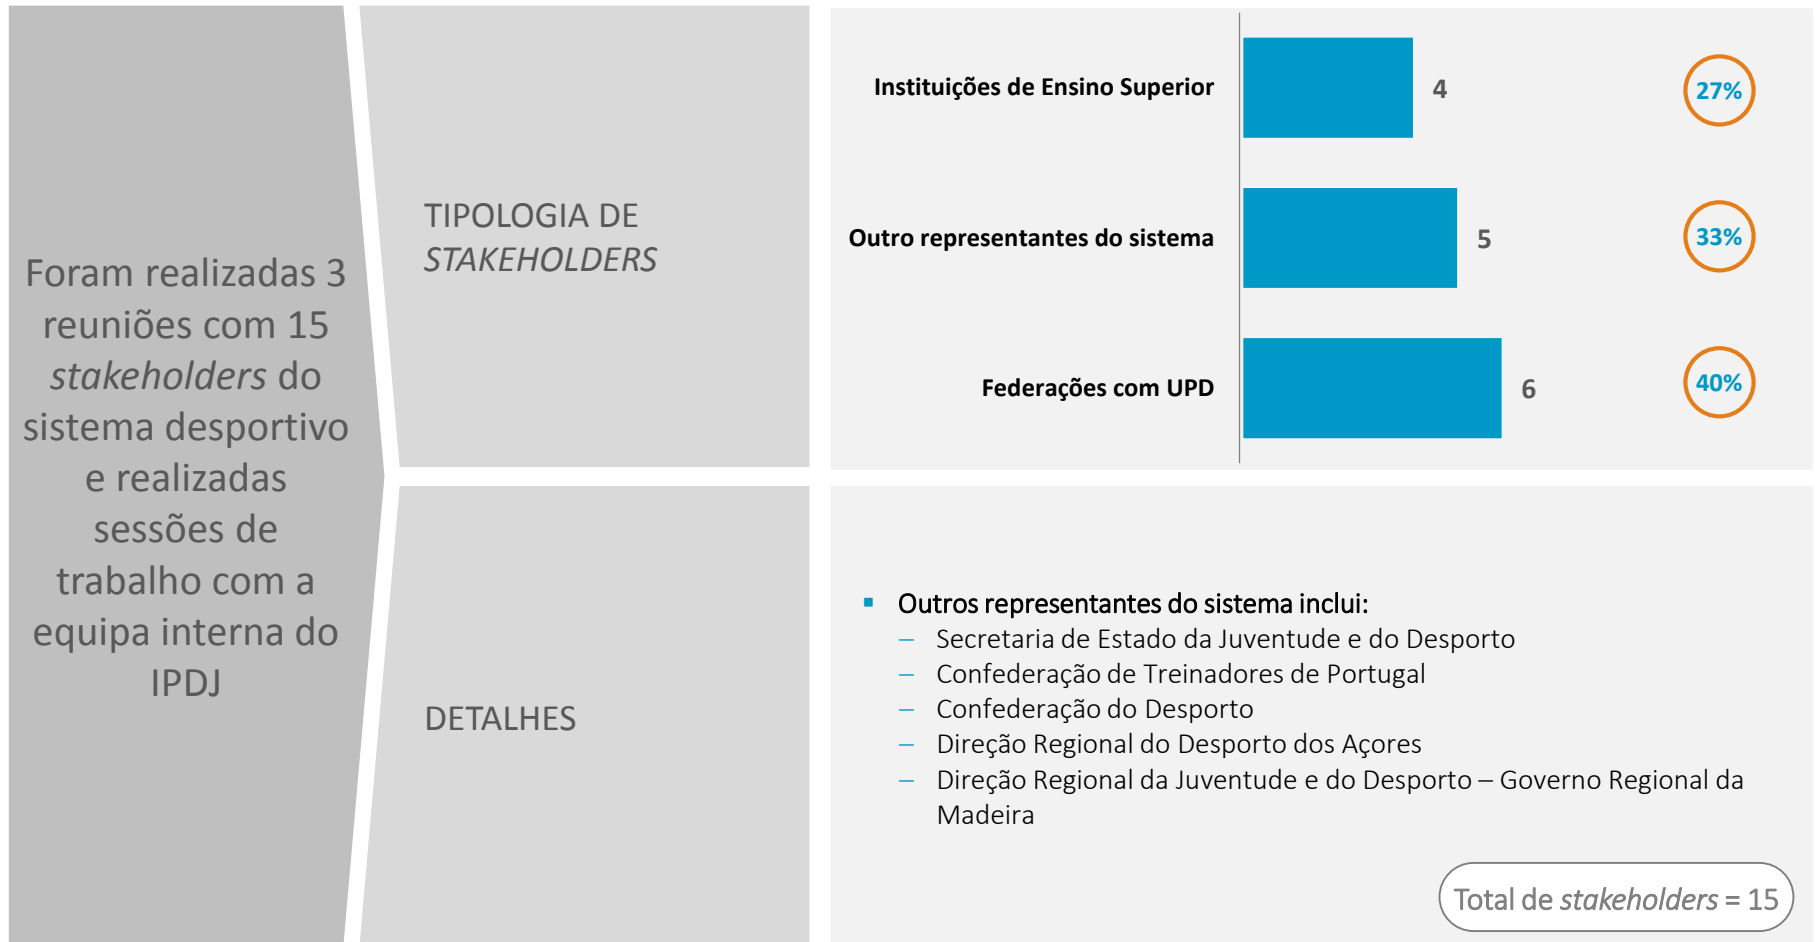 Foram realizadas 3
reuniões com 15
stakeholders do
sistema desportivo
e realizadas
sessões de
trabalho com a
equipa interna do
IPDJ
TIPOLOGIA DE
STAKEHOLDERS
Instituições de Ensino Superior
4
27%
Outro representantes do sistema
5
33%
Federações com UPD
6
40%
DETALHES
▪ Outros representantes do sistema inclui:
– Secretaria de Estado da Juventude e do Desporto
– Confederação de Treinadores de Portugal
– Confederação do Desporto
– Direção Regional do Desporto dos Açores
– Direção Regional da Juventude e do Desporto – Governo Regional da
Madeira
Total de stakeholders = 15